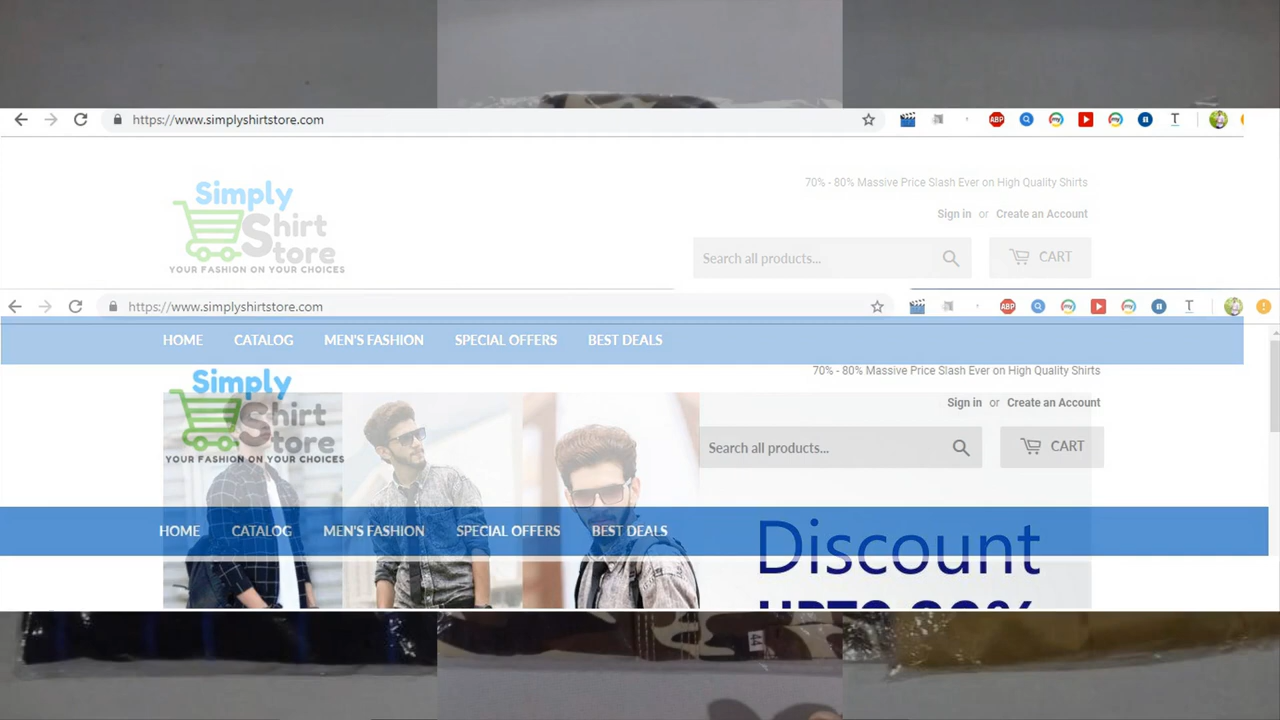 https://www.simplyshirtstore.com
ABP
T
70% - 80% Massive Price Slash Ever on High Quality Shirts
Simply
Shirt
Store
YOUR FASHION ON YOUR CHOICES
Sign in or Create an Account
Search all products...
CART
https://www.simplyshirtstore.com
ABP
T
HOME CATALOG MEN'S FASHION SPECIAL OFFERS BEST DEALS
70% - 80% Massive Price Slash Ever on High Quality Shirts
Simply
Shirt
Store
YOUR FASHION ON YOUR CHOICES
Sign in or Create an Account
Search all products...
CART
HOME CATALOG MEN'S FASHION SPECIAL OFFERS BEST DEALS
Discount
44